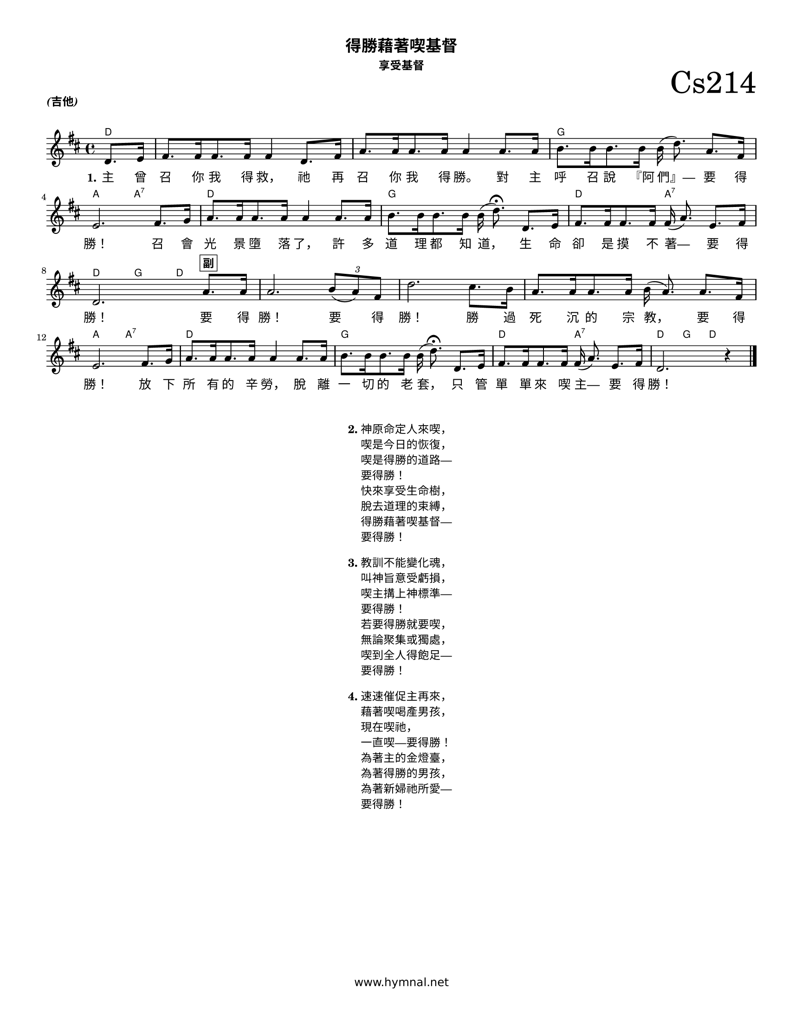 得勝藉著喫基督
享受基督
Cs214
(吉他)
D G
1. 主 曾 召 你 我 得 救， 祂 再 召 你 我 得 勝。 對 主 呼 召 說 『阿 們』— 要 得
4 A A7 D G D A7
勝！ 召 會 光 景 墮 落 了， 許 多 道 理 都 知 道， 生 命 卻 是 摸 不 著— 要 得
8 D G D 副 3
勝！ 要 得 勝！ 要 得 勝！ 勝 過 死 沉 的 宗 教， 要 得
12 A A7 D G D A7 D G D
勝！ 放 下 所 有 的 辛 勞， 脫 離 一 切 的 老 套， 只 管 單 單 來 喫 主— 要 得 勝！
2. 神原命定人來喫，
喫是今日的恢復，
喫是得勝的道路—
要得勝！
快來享受生命樹，
脫去道理的束縛，
得勝藉著喫基督—
要得勝！
3. 教訓不能變化魂，
叫神旨意受虧損，
喫主搆上神標準—
要得勝！
若要得勝就要喫，
無論聚集或獨處，
喫到全人得飽足—
要得勝！
4. 速速催促主再來，
藉著喫喝產男孩，
現在喫祂，
一直喫—要得勝！
為著主的金燈臺，
為著得勝的男孩，
為著新婦祂所愛—
要得勝！
www.hymnal.net